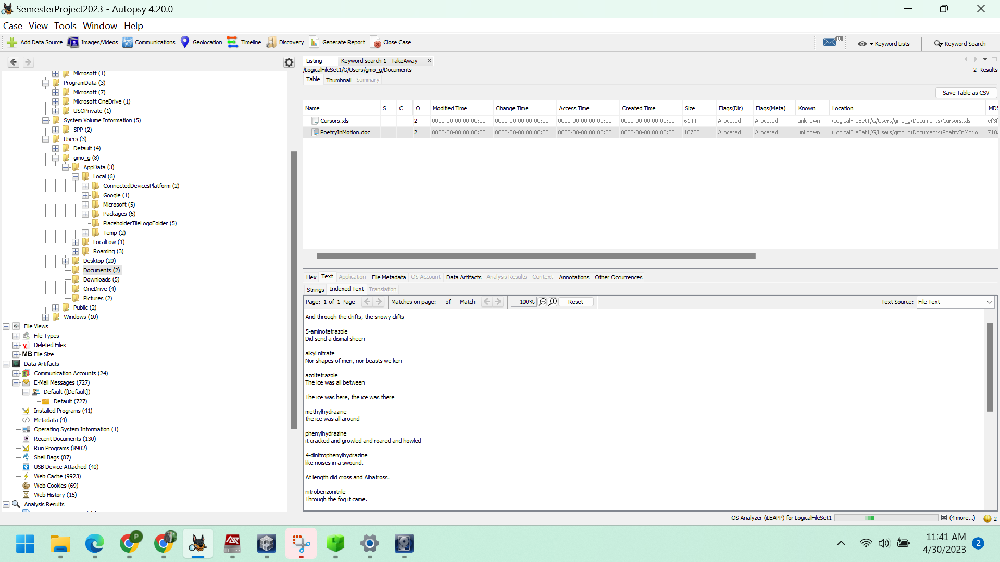 SemesterProject2023 - Autopsy 4.20.0
Case View Tools Window Help
Add Data Source Images/Videos Communications Geolocation Timeline Discovery Generate Report Close Case 10 Keyword Lists Keyword Search
Microsoft (1)
ProgramData (3)
Microsoft (7)
Microsoft OneDrive (1)
USOPrivate (1)
System Volume Information (5)
SPP (2)
Users (3)
Default (4)
gmo_g (8)
AppData (3)
Local (6)
ConnectedDevicesPlatform (2)
Google (1)
Microsoft (5)
Packages (6)
PlaceholderTileLogoFolder (5)
Temp (2)
LocalLow (1)
Roaming (3)
Desktop (20)
Documents (2)
Downloads (5)
OneDrive (4)
Pictures (2)
Public (2)
Windows (10)
File Views
File Types
Deleted Files
MB File Size
Data Artifacts
Communication Accounts (24)
E-Mail Messages (727)
Default ([Default])
Default (727)
Installed Programs (41)
Metadata (4)
Operating System Information (1)
Recent Documents (130)
Run Programs (8902)
Shell Bags (87)
USB Device Attached (40)
Web Cache (9923)
Web Cookies (69)
Web History (15)
Analysis Results
Listing Keyword search 1 - TakeAway
/LogicalFileSet1/G/Users/gmo_g/Documents 2 Results
Table Thumbnail Summary
Save Table as CSV
Name S C O Modified Time Change Time Access Time Created Time Size Flags(Dir) Flags(Meta) Known Location MD5
Cursors.xls 2 0000-00-00 00:00:00 0000-00-00 00:00:00 0000-00-00 00:00:00 0000-00-00 00:00:00 6144 Allocated Allocated unknown /LogicalFileSet1/G/Users/gmo_g/Documents/Cursors.xls ef3f
PoetryInMotion.doc 2 0000-00-00 00:00:00 0000-00-00 00:00:00 0000-00-00 00:00:00 0000-00-00 00:00:00 10752 Allocated Allocated unknown /LogicalFileSet1/G/Users/gmo_g/Documents/PoetryInMotio... 718
Hex Text Application File Metadata OS Account Data Artifacts Analysis Results Context Annotations Other Occurrences
Strings Indexed Text Translation
Page: 1 of 1 Page Matches on page: - of - Match 100% Reset Text Source: File Text
And through the drifts, the snowy clifts
5-aminotetrazole
Did send a dismal sheen
alkyl nitrate
Nor shapes of men, nor beasts we ken
azoltetrazole
The ice was all between
The ice was here, the ice was there
methylhydrazine
the ice was all around
phenylhydrazine
it cracked and growled and roared and howled
4-dinitrophenylhydrazine
like noises in a swound.
At length did cross and Albatross.
nitrobenzonitrile
Through the fog it came.
iOS Analyzer (iLEAPP) for LogicalFileSet1 (4 more...) 2
P
11:41 AM
4/30/2023
2